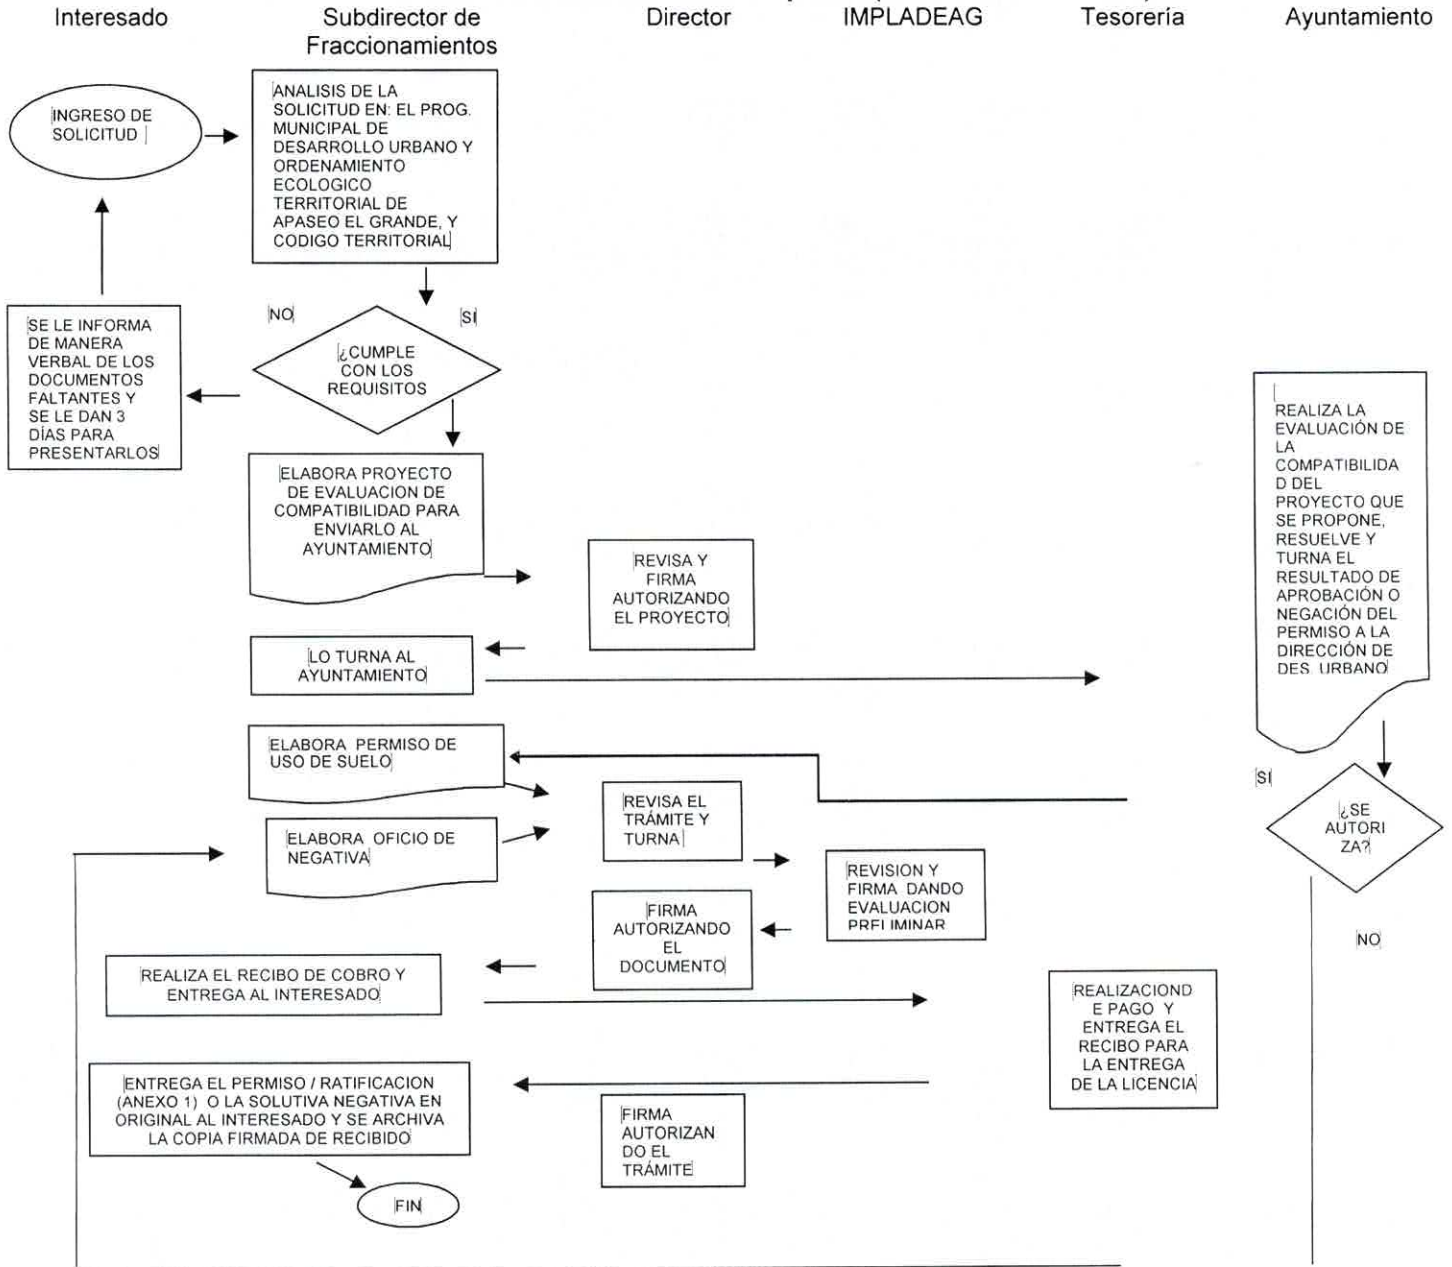 Interesado
Subdirector de
Fraccionamientos
Director
IMPLADEAG
Tesorería
Ayuntamiento
INGRESO DE
SOLICITUD
ANALISIS DE LA
SOLICITUD EN: EL PROG.
MUNICIPAL DE
DESARROLLO URBANO Y
ORDENAMIENTO
ECOLOGICO
TERRITORIAL DE
APASEO EL GRANDE, Y
CODIGO TERRITORIAL
NO
SI
¿CUMPLE
CON LOS
REQUISITOS
SE LE INFORMA
DE MANERA
VERBAL DE LOS
DOCUMENTOS
FALTANTES Y
SE LE DAN 3
DÍAS PARA
PRESENTARLOS
ELABORA PROYECTO
DE EVALUACION DE
COMPATIBILIDAD PARA
ENVIARLO AL
AYUNTAMIENTO
REVISA Y
FIRMA
AUTORIZANDO
EL PROYECTO
LO TURNA AL
AYUNTAMIENTO
REALIZA LA
EVALUACIÓN DE
LA
COMPATIBILIDA
D DEL
PROYECTO QUE
SE PROPONE,
RESUELVE Y
TURNA EL
RESULTADO DE
APROBACIÓN O
NEGACIÓN DEL
PERMISO A LA
DIRECCIÓN DE
DES. URBANO
SI
¿SE
AUTORI
ZA?
NO
ELABORA PERMISO DE
USO DE SUELO
ELABORA OFICIO DE
NEGATIVA
REVISA EL
TRÁMITE Y
TURNA
REVISION Y
FIRMA DANDO
EVALUACION
PRELIMINAR
FIRMA
AUTORIZANDO
EL
DOCUMENTO
REALIZA EL RECIBO DE COBRO Y
ENTREGA AL INTERESADO
REALIZACIOND
E PAGO Y
ENTREGA EL
RECIBO PARA
LA ENTREGA
DE LA LICENCIA
ENTREGA EL PERMISO / RATIFICACION
(ANEXO 1) O LA SOLUTIVA NEGATIVA EN
ORIGINAL AL INTERESADO Y SE ARCHIVA
LA COPIA FIRMADA DE RECIBIDO
FIRMA
AUTORIZAN
DO EL
TRÁMITE
FIN